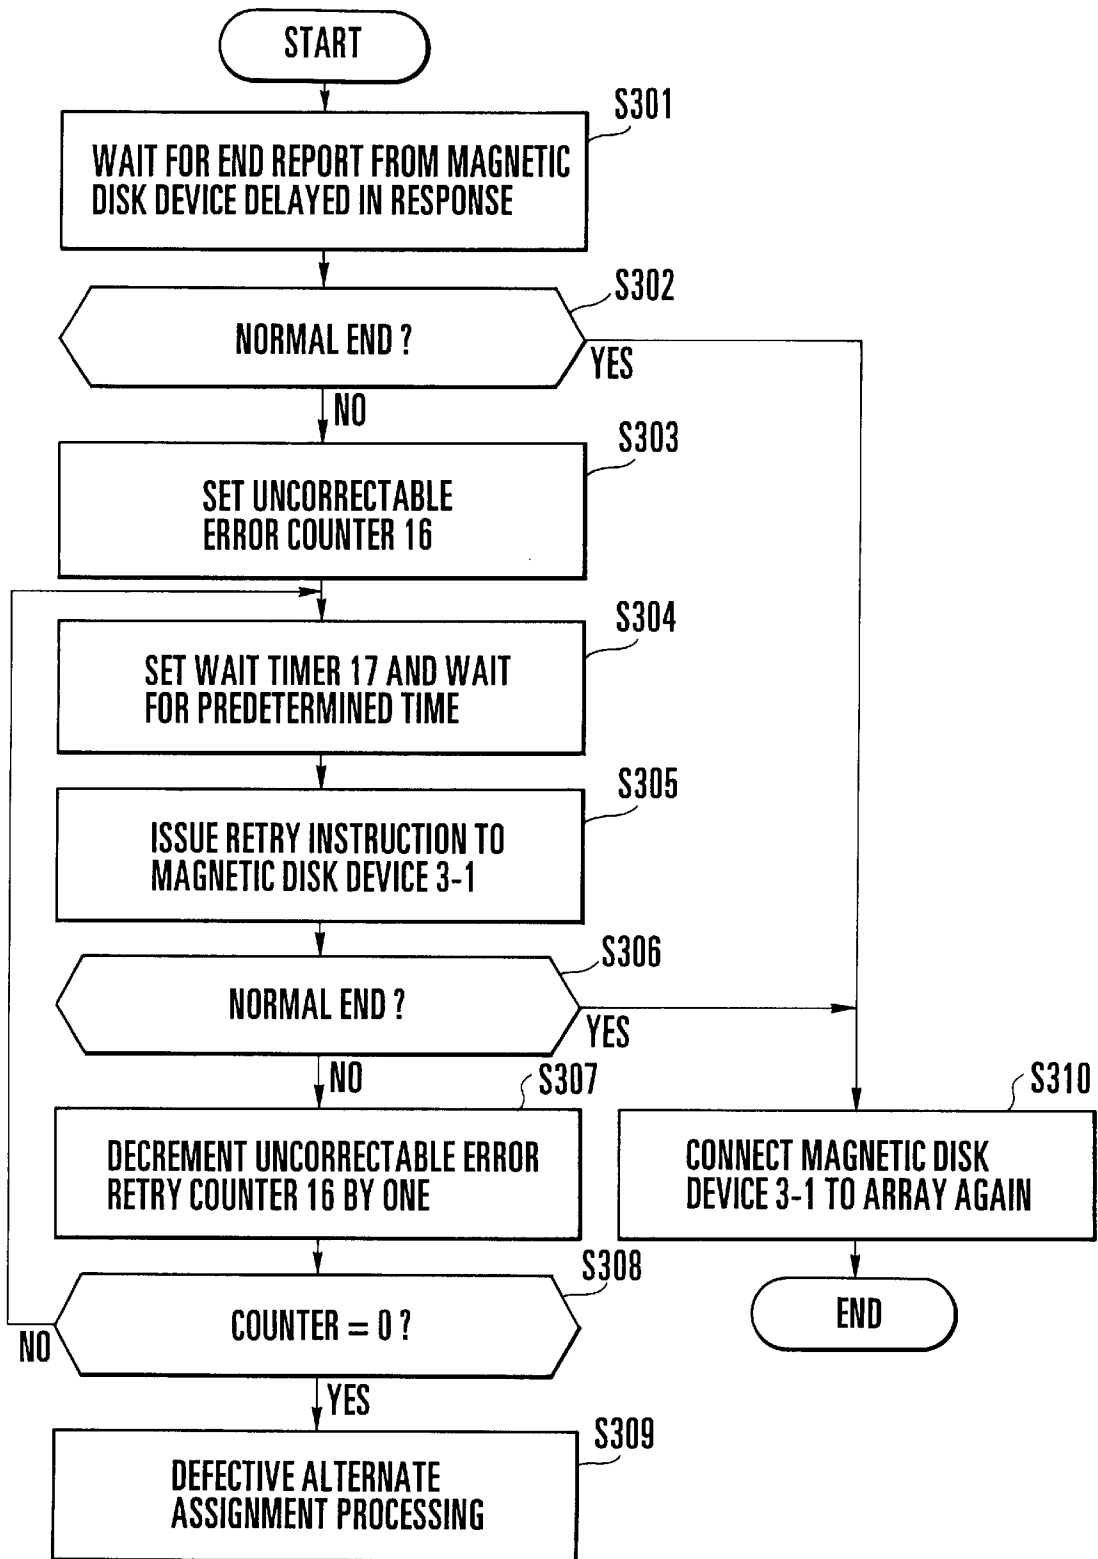 START
S301
WAIT FOR END REPORT FROM MAGNETIC
DISK DEVICE DELAYED IN RESPONSE
S302
NORMAL END ?
YES
NO
S303
SET UNCORRECTABLE
ERROR COUNTER 16
S304
SET WAIT TIMER 17 AND WAIT
FOR PREDETERMINED TIME
S305
ISSUE RETRY INSTRUCTION TO
MAGNETIC DISK DEVICE 3-1
S306
NORMAL END ?
YES
NO
S307
DECREMENT UNCORRECTABLE ERROR
RETRY COUNTER 16 BY ONE
S310
CONNECT MAGNETIC DISK
DEVICE 3-1 TO ARRAY AGAIN
S308
COUNTER = 0 ?
NO
YES
END
S309
DEFECTIVE ALTERNATE
ASSIGNMENT PROCESSING